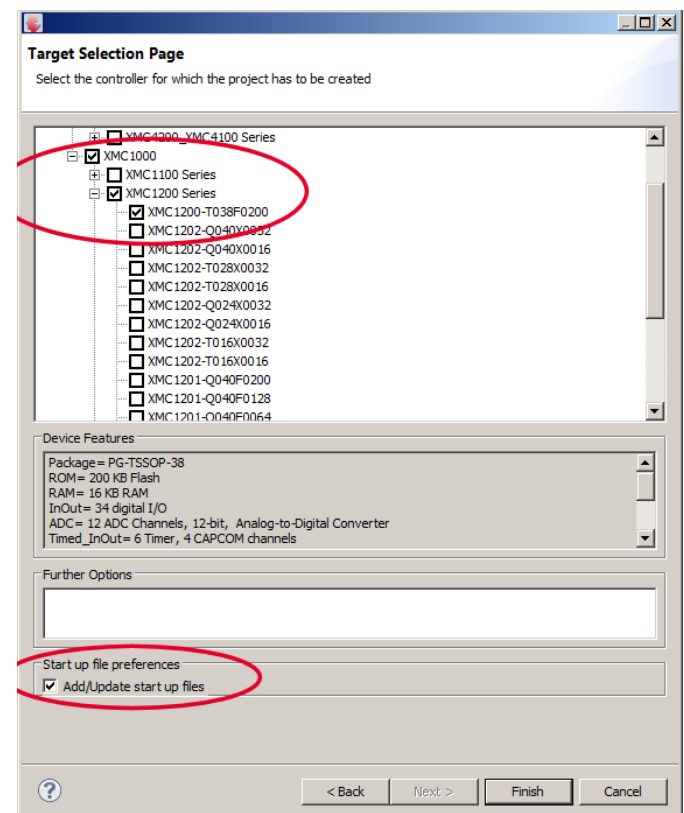 Target Selection Page
Select the controller for which the project has to be created
XMC4200_XMC4100 Series
XMC1000
XMC1100 Series
XMC1200 Series
XMC1200-T038F0200
XMC1202-Q040X0032
XMC1202-Q040X0016
XMC1202-T028X0032
XMC1202-T028X0016
XMC1202-Q024X0032
XMC1202-Q024X0016
XMC1202-T016X0032
XMC1202-T016X0016
XMC1201-Q040F0200
XMC1201-Q040F0128
XMC1201-Q040F0064
Device Features
Package= PG-TSSOP-38
ROM= 200 KB Flash
RAM= 16 KB RAM
InOut= 34 digital I/O
ADC= 12 ADC Channels, 12-bit, Analog-to-Digital Converter
Timed_InOut= 6 Timer, 4 CAPCOM channels
Further Options
Start up file preferences
Add/Update start up files
? < Back Next > Finish Cancel